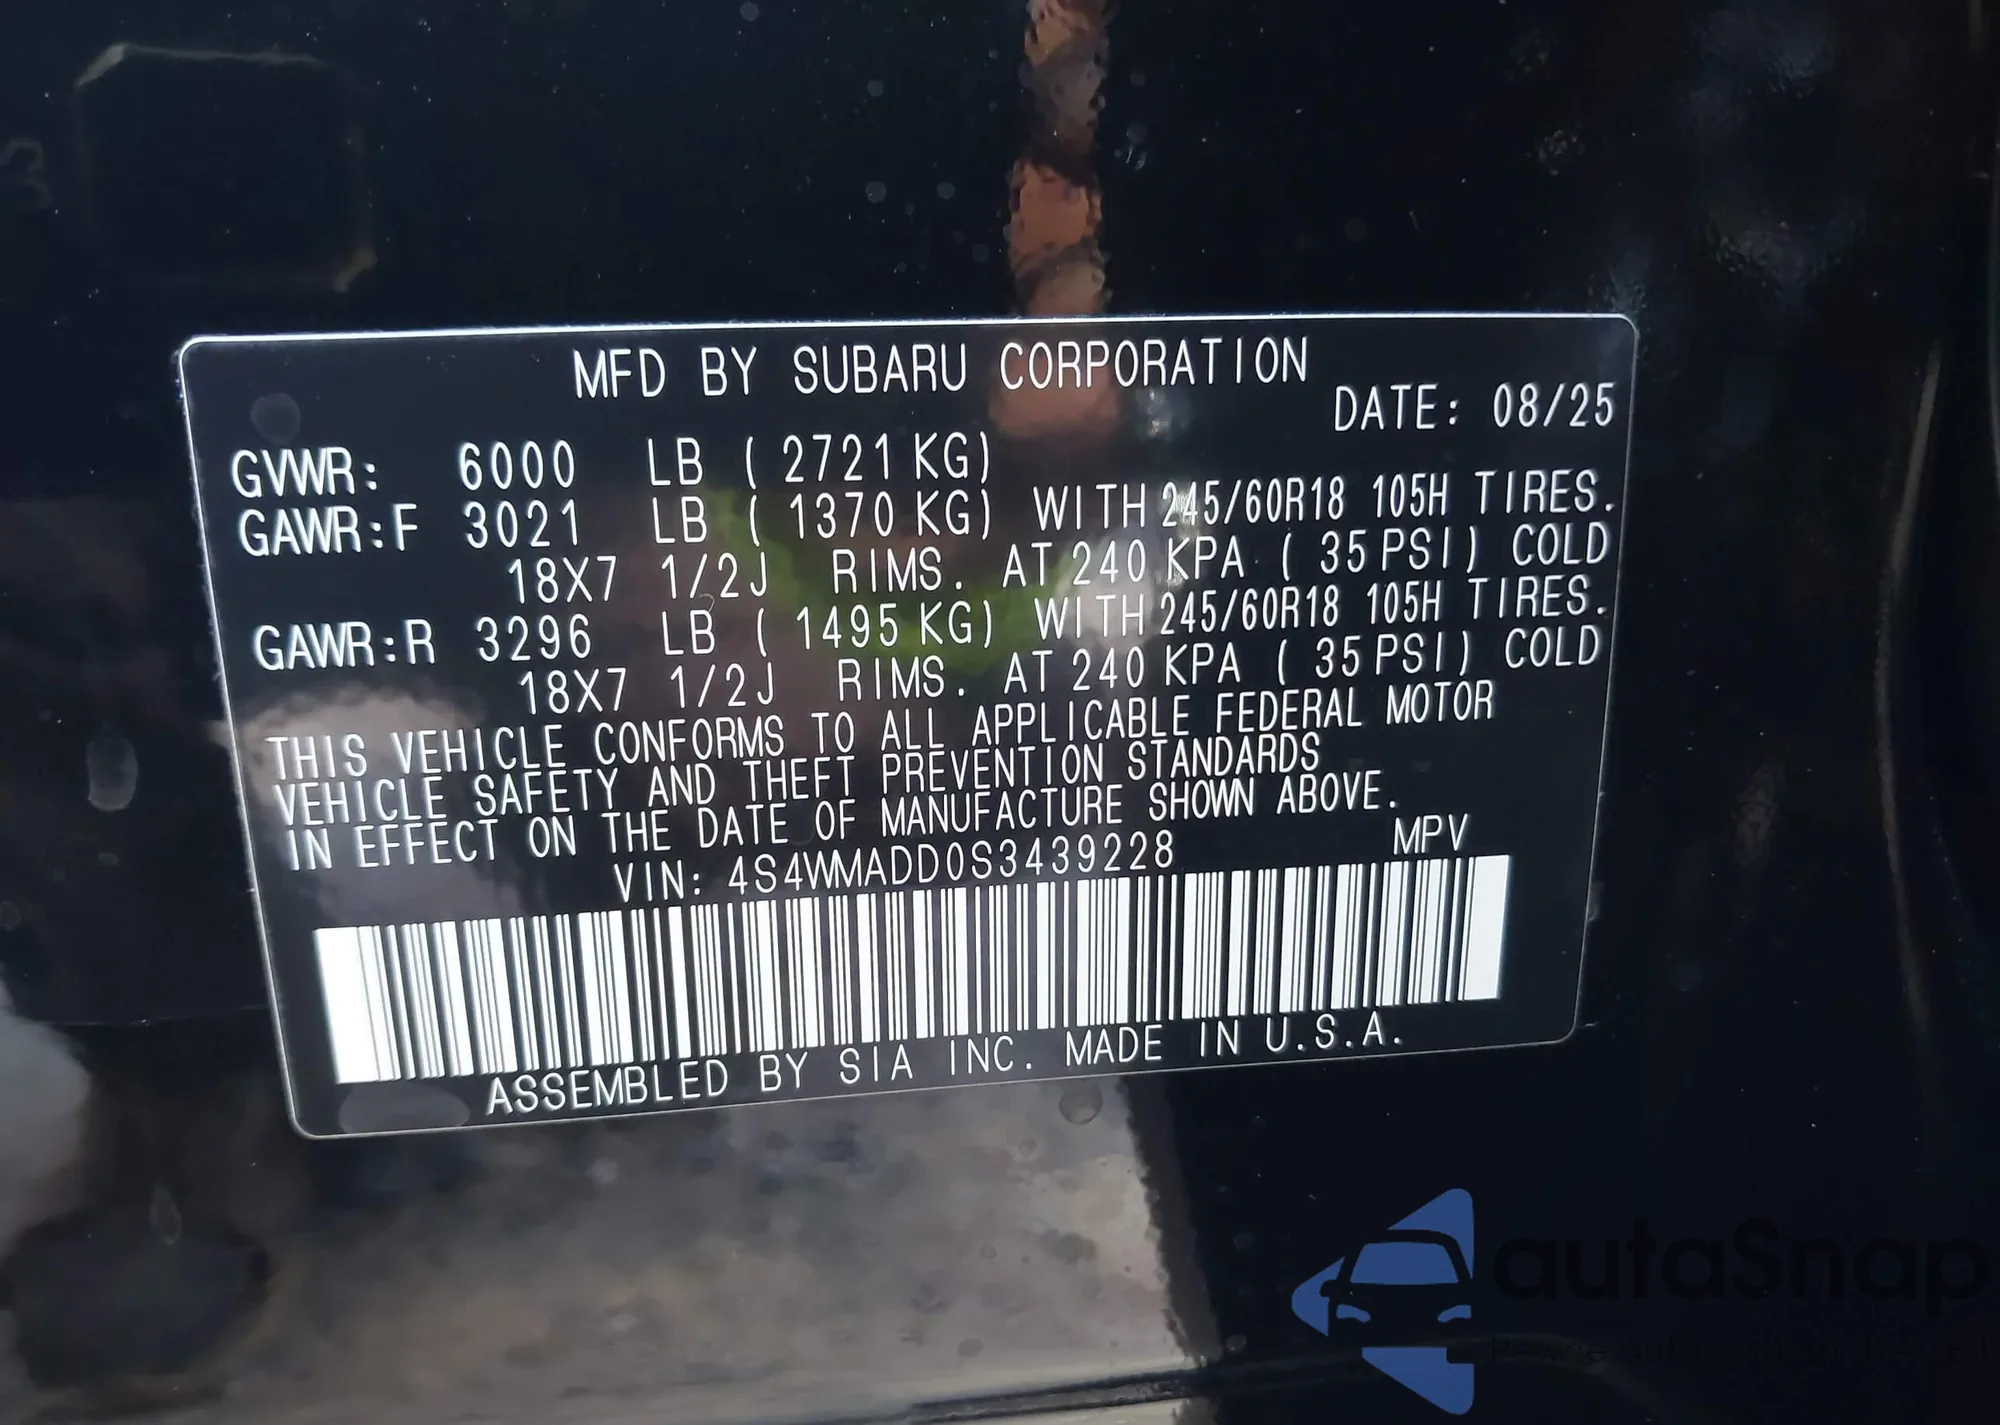 MFD BY SUBARU CORPORATION
DATE: 08/25
GVWR: 6000 LB ( 2721 KG)
GAWR:F 3021 LB ( 1370 KG) WITH 245/60R18 105H TIRES.
18X7 1/2J RIMS. AT 240 KPA ( 35 PSI) COLD
GAWR:R 3296 LB ( 1495 KG) WITH 245/60R18 105H TIRES.
18X7 1/2J RIMS. AT 240 KPA ( 35 PSI) COLD
THIS VEHICLE CONFORMS TO ALL APPLICABLE FEDERAL MOTOR
VEHICLE SAFETY AND THEFT PREVENTION STANDARDS
IN EFFECT ON THE DATE OF MANUFACTURE SHOWN ABOVE.
VIN: 4S4WMADD0S3439228 MPV
ASSEMBLED BY SIA INC. MADE IN U.S.A.
autaSnap